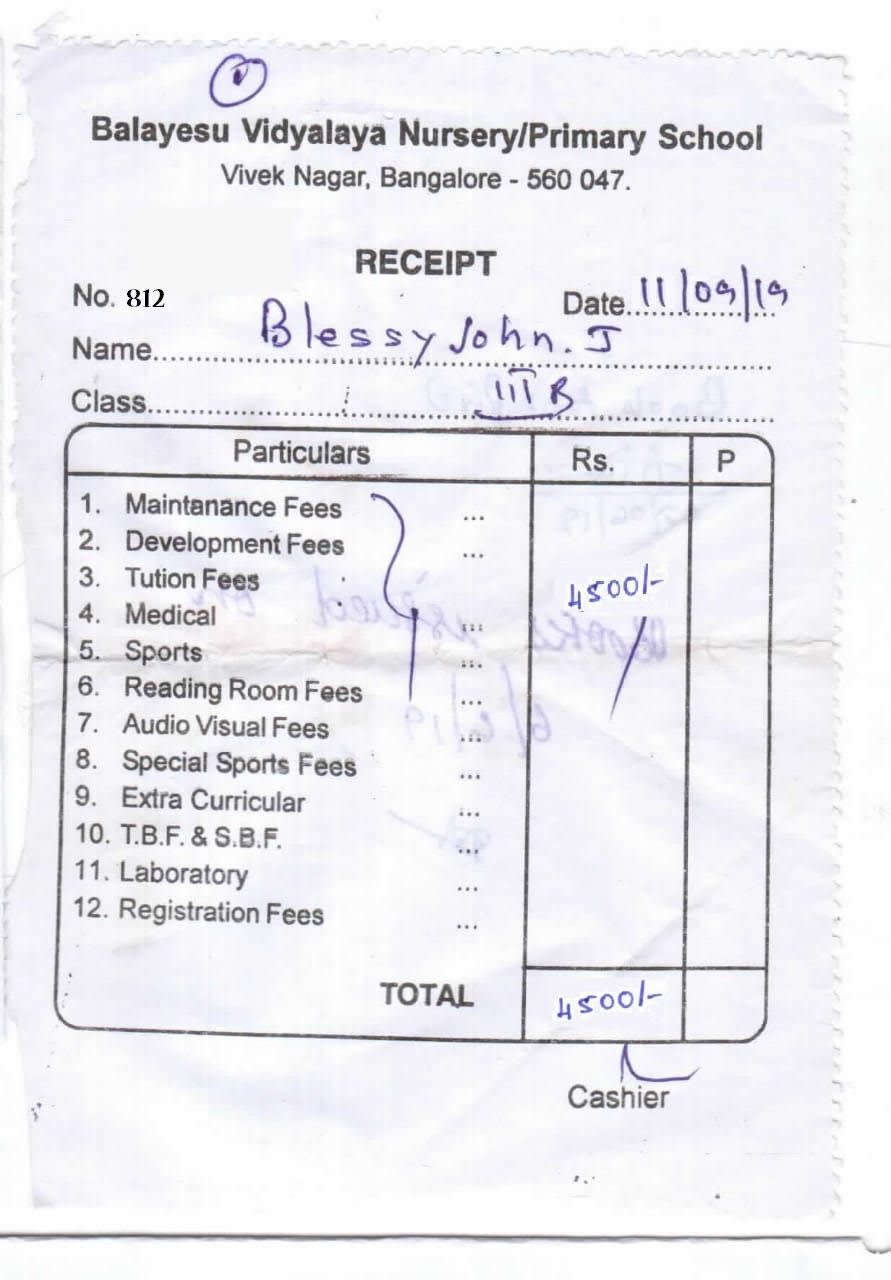 Balayesu Vidyalaya Nursery/Primary School
Vivek Nagar, Bangalore - 560 047.
RECEIPT
No. 812
Date 11/09/19
Name Blessy John. J
Class III B
Particulars Rs. P
1. Maintanance Fees ...
2. Development Fees ...
3. Tution Fees 4500/-
4. Medical ...
5. Sports ...
6. Reading Room Fees ...
7. Audio Visual Fees ...
8. Special Sports Fees ...
9. Extra Curricular ...
10. T.B.F. & S.B.F. ...
11. Laboratory ...
12. Registration Fees ...
TOTAL 4500/-
Cashier